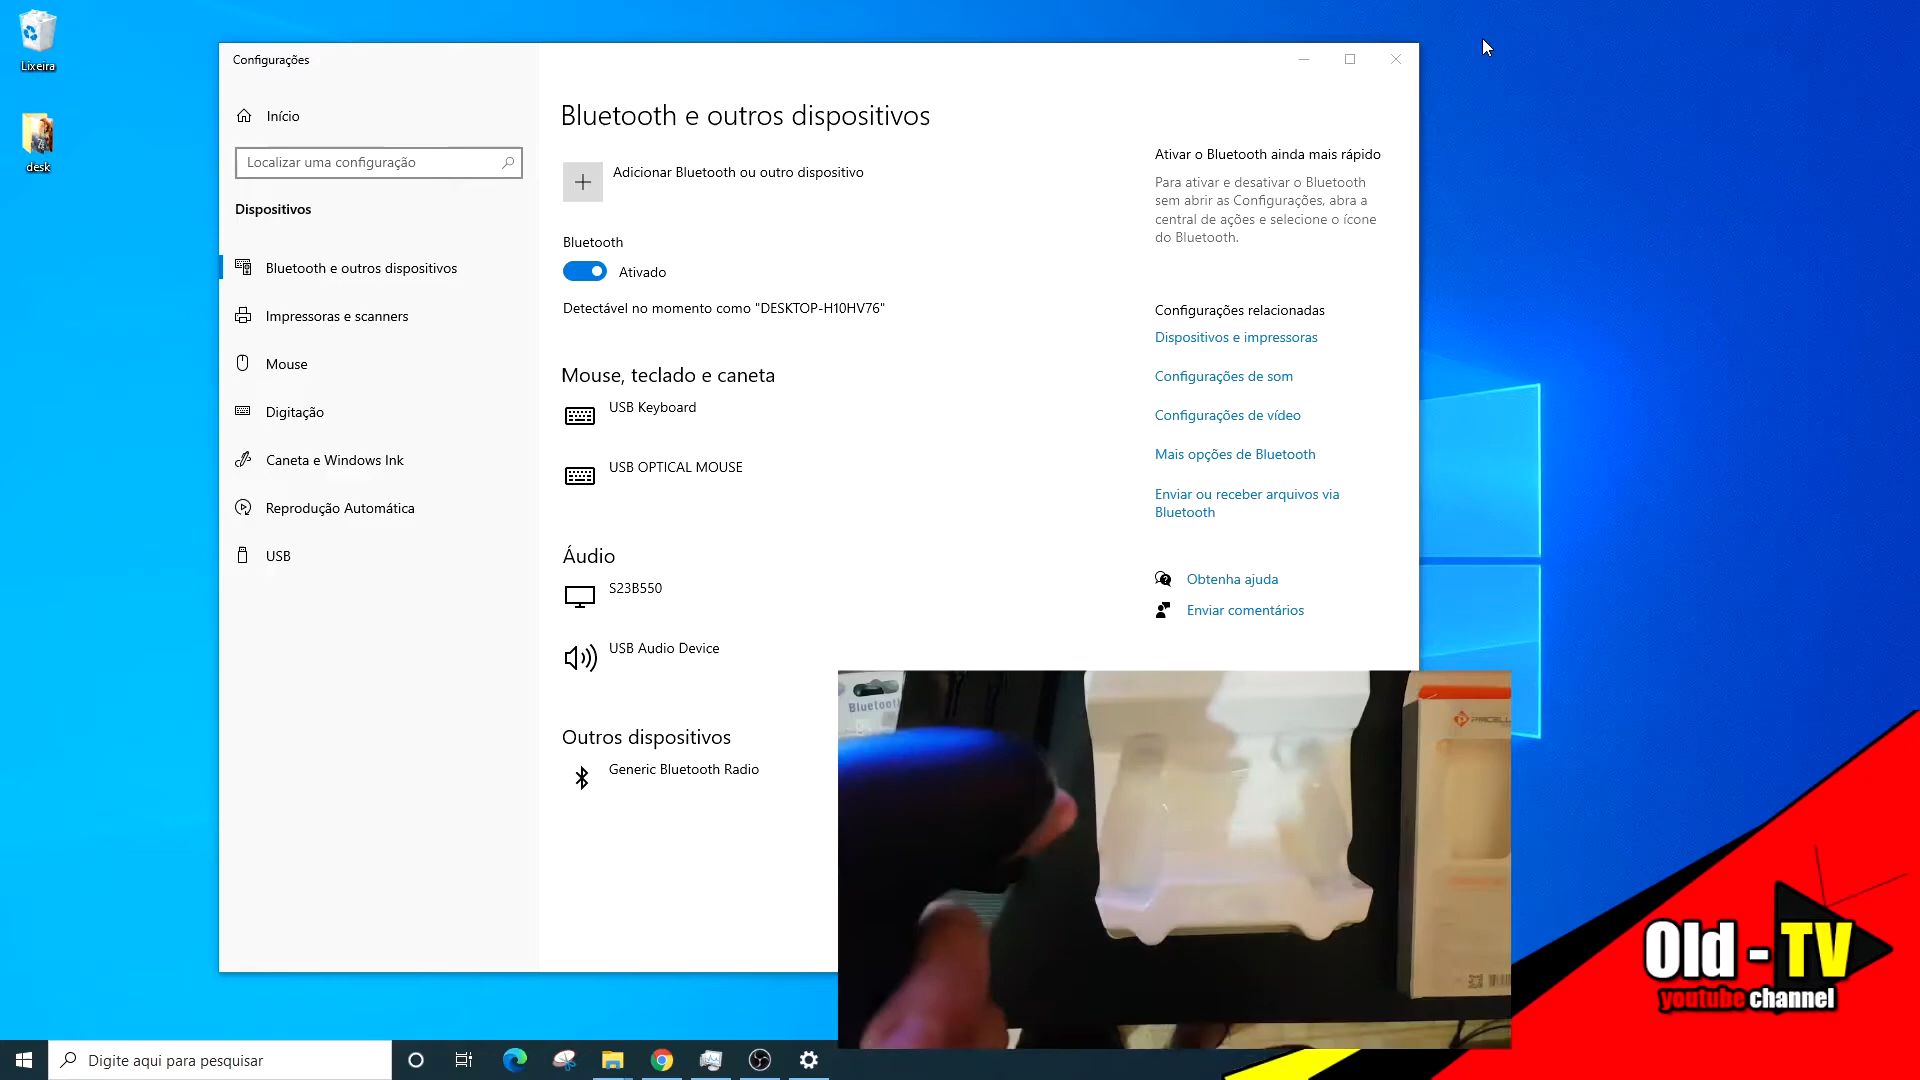 Lixeira
desk
Configurações
Início
Localizar uma configuração
Dispositivos
Bluetooth e outros dispositivos
Impressoras e scanners
Mouse
Digitação
Caneta e Windows Ink
Reprodução Automática
USB
Bluetooth e outros dispositivos
Adicionar Bluetooth ou outro dispositivo
Bluetooth
Ativado
Detectável no momento como "DESKTOP-H10HV76"
Mouse, teclado e caneta
USB Keyboard
USB OPTICAL MOUSE
Áudio
S23B550
USB Audio Device
Outros dispositivos
Generic Bluetooth Radio
Ativar o Bluetooth ainda mais rápido
Para ativar e desativar o Bluetooth
sem abrir as Configurações, abra a
central de ações e selecione o ícone
do Bluetooth.
Configurações relacionadas
Dispositivos e impressoras
Configurações de som
Configurações de vídeo
Mais opções de Bluetooth
Enviar ou receber arquivos via
Bluetooth
Obtenha ajuda
Enviar comentários
Bluetooth
Old - TV
youtube channel
Digite aqui para pesquisar